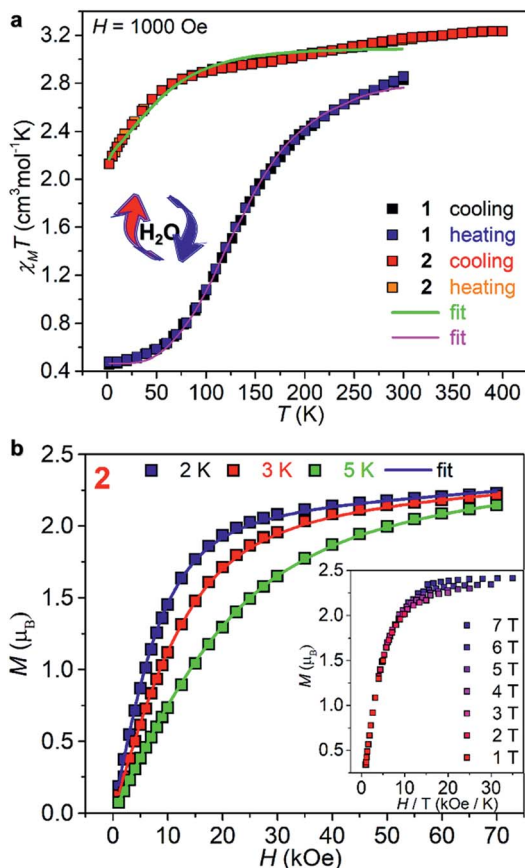 a
H = 1000 Oe
3.2
2.8
2.4
2.0
1.6
1.2
0.8
0.4
χMT (cm³mol⁻¹K)
H₂O
1 cooling
1 heating
2 cooling
2 heating
fit
fit
0 50 100 150 200 250 300 350 400
T (K)
b
2
2 K 3 K 5 K fit
2.5
2.0
1.5
1.0
0.5
0.0
M (μB)
0 10 20 30 40 50 60 70
H (kOe)
2.5
2.0
1.5
1.0
0.5
M (μB)
7 T
6 T
5 T
4 T
3 T
2 T
1 T
0 10 20 30
H / T (kOe / K)